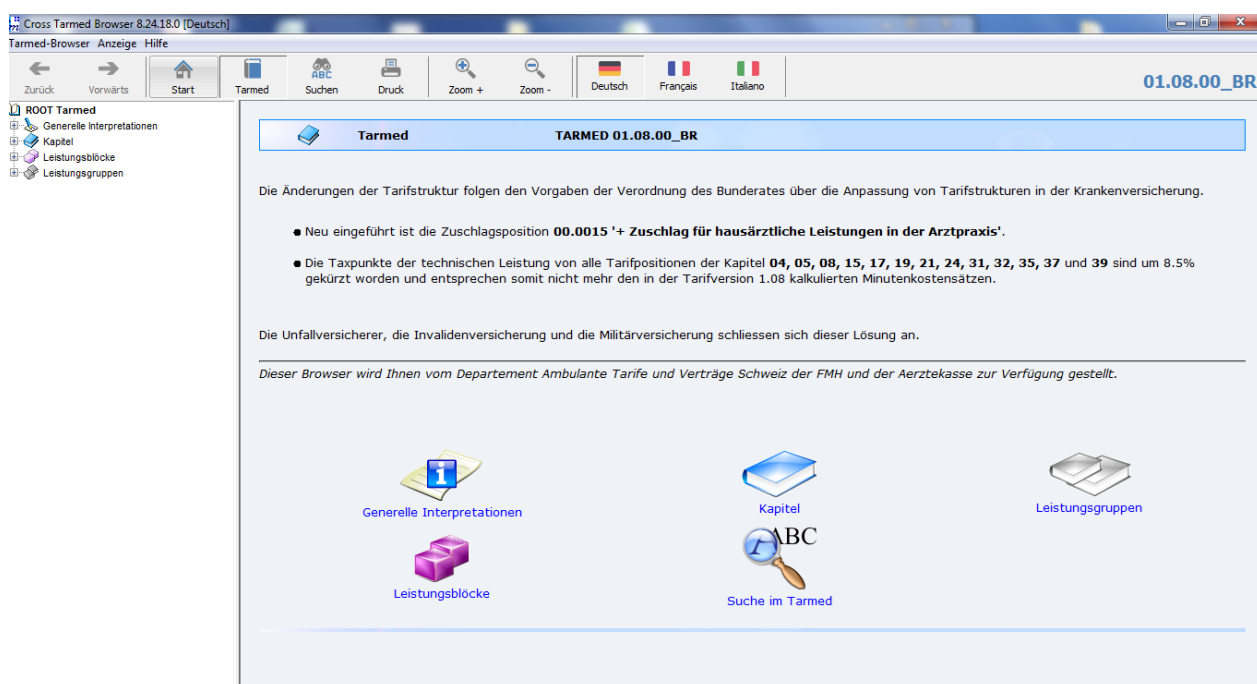 Cross Tarmed Browser 8.24.18.0 [Deutsch]
Tarmed-Browser Anzeige Hilfe
Zurück Vorwärts Start Tarmed Suchen Druck Zoom + Zoom - Deutsch Français Italiano
01.08.00_BR
ROOT Tarmed
Generelle Interpretationen
Kapitel
Leistungsblöcke
Leistungsgruppen
Tarmed TARMED 01.08.00_BR
Die Änderungen der Tarifstruktur folgen den Vorgaben der Verordnung des Bunderates über die Anpassung von Tarifstrukturen in der Krankenversicherung.
Neu eingeführt ist die Zuschlagsposition 00.0015 '+ Zuschlag für hausärztliche Leistungen in der Arztpraxis'.
Die Taxpunkte der technischen Leistung von alle Tarifpositionen der Kapitel 04, 05, 08, 15, 17, 19, 21, 24, 31, 32, 35, 37 und 39 sind um 8.5%
gekürzt worden und entsprechen somit nicht mehr den in der Tarifversion 1.08 kalkulierten Minutenkostensätzen.
Die Unfallversicherer, die Invalidenversicherung und die Militärversicherung schliessen sich dieser Lösung an.
Dieser Browser wird Ihnen vom Departement Ambulante Tarife und Verträge Schweiz der FMH und der Aerztekasse zur Verfügung gestellt.
Generelle Interpretationen
Kapitel
Leistungsgruppen
ABC
Leistungsblöcke
Suche im Tarmed